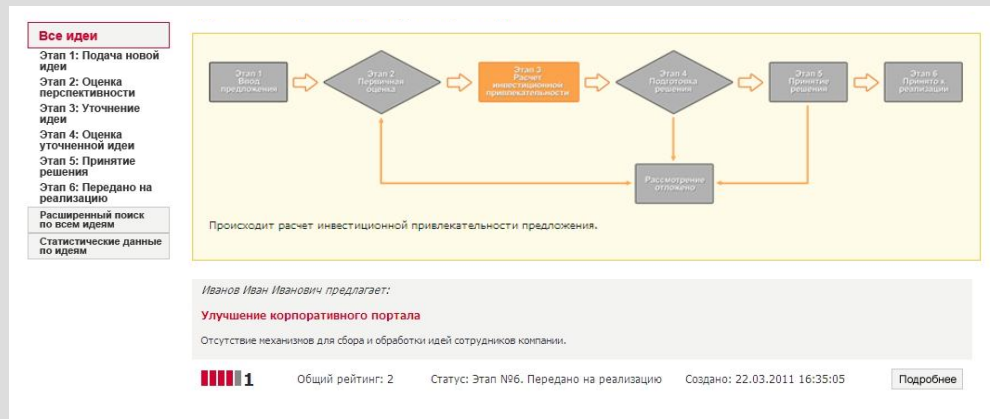 Все идеи
Этап 1: Подача новой
идеи
Этап 2: Оценка
перспективности
Этап 3: Уточнение
идеи
Этап 4: Оценка
уточненной идеи
Этап 5: Принятие
решения
Этап 6: Передано на
реализацию
Расширенный поиск
по всем идеям
Статистические данные
по идеям
Этап 1
Ввод
предложения
Этап 2
Первичная
оценка
Этап 3
Расчет
инвестиционной
привлекательности
Этап 4
Подготовка
решения
Этап 5
Принятие
решения
Этап 6
Принято к
реализации
Рассмотрение
отложено
Происходит расчет инвестиционной привлекательности предложения.
Иванов Иван Иванович предлагает:
Улучшение корпоративного портала
Отсутствие механизмов для сбора и обработки идей сотрудников компании.
1 Общий рейтинг: 2 Статус: Этап №6. Передано на реализацию Создано: 22.03.2011 16:35:05 Подробнее